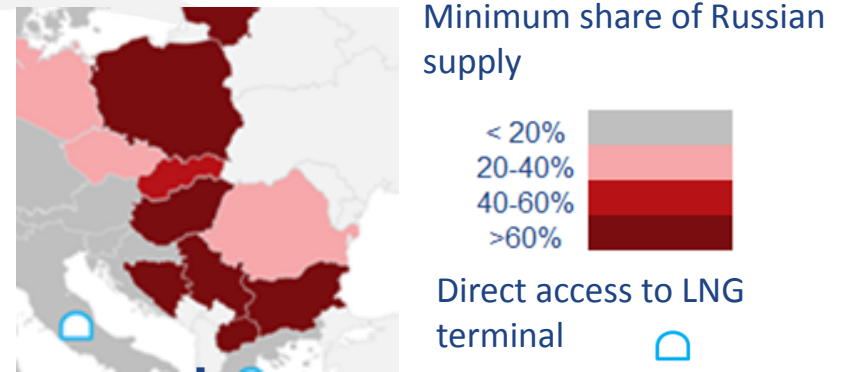 Minimum share of Russian
supply
< 20%
20-40%
40-60%
>60%
Direct access to LNG
terminal